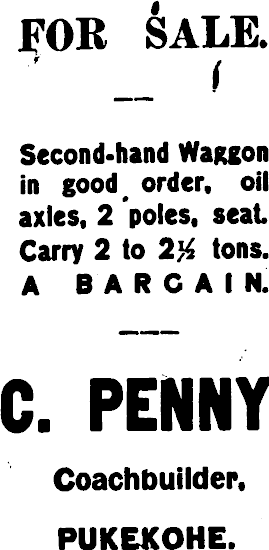 FOR SALE.
Second-hand Waggon
in good order, oil
axles, 2 poles, seat.
Carry 2 to 2½ tons.
A BARGAIN.
C. PENNY
Coachbuilder,
PUKEKOHE.